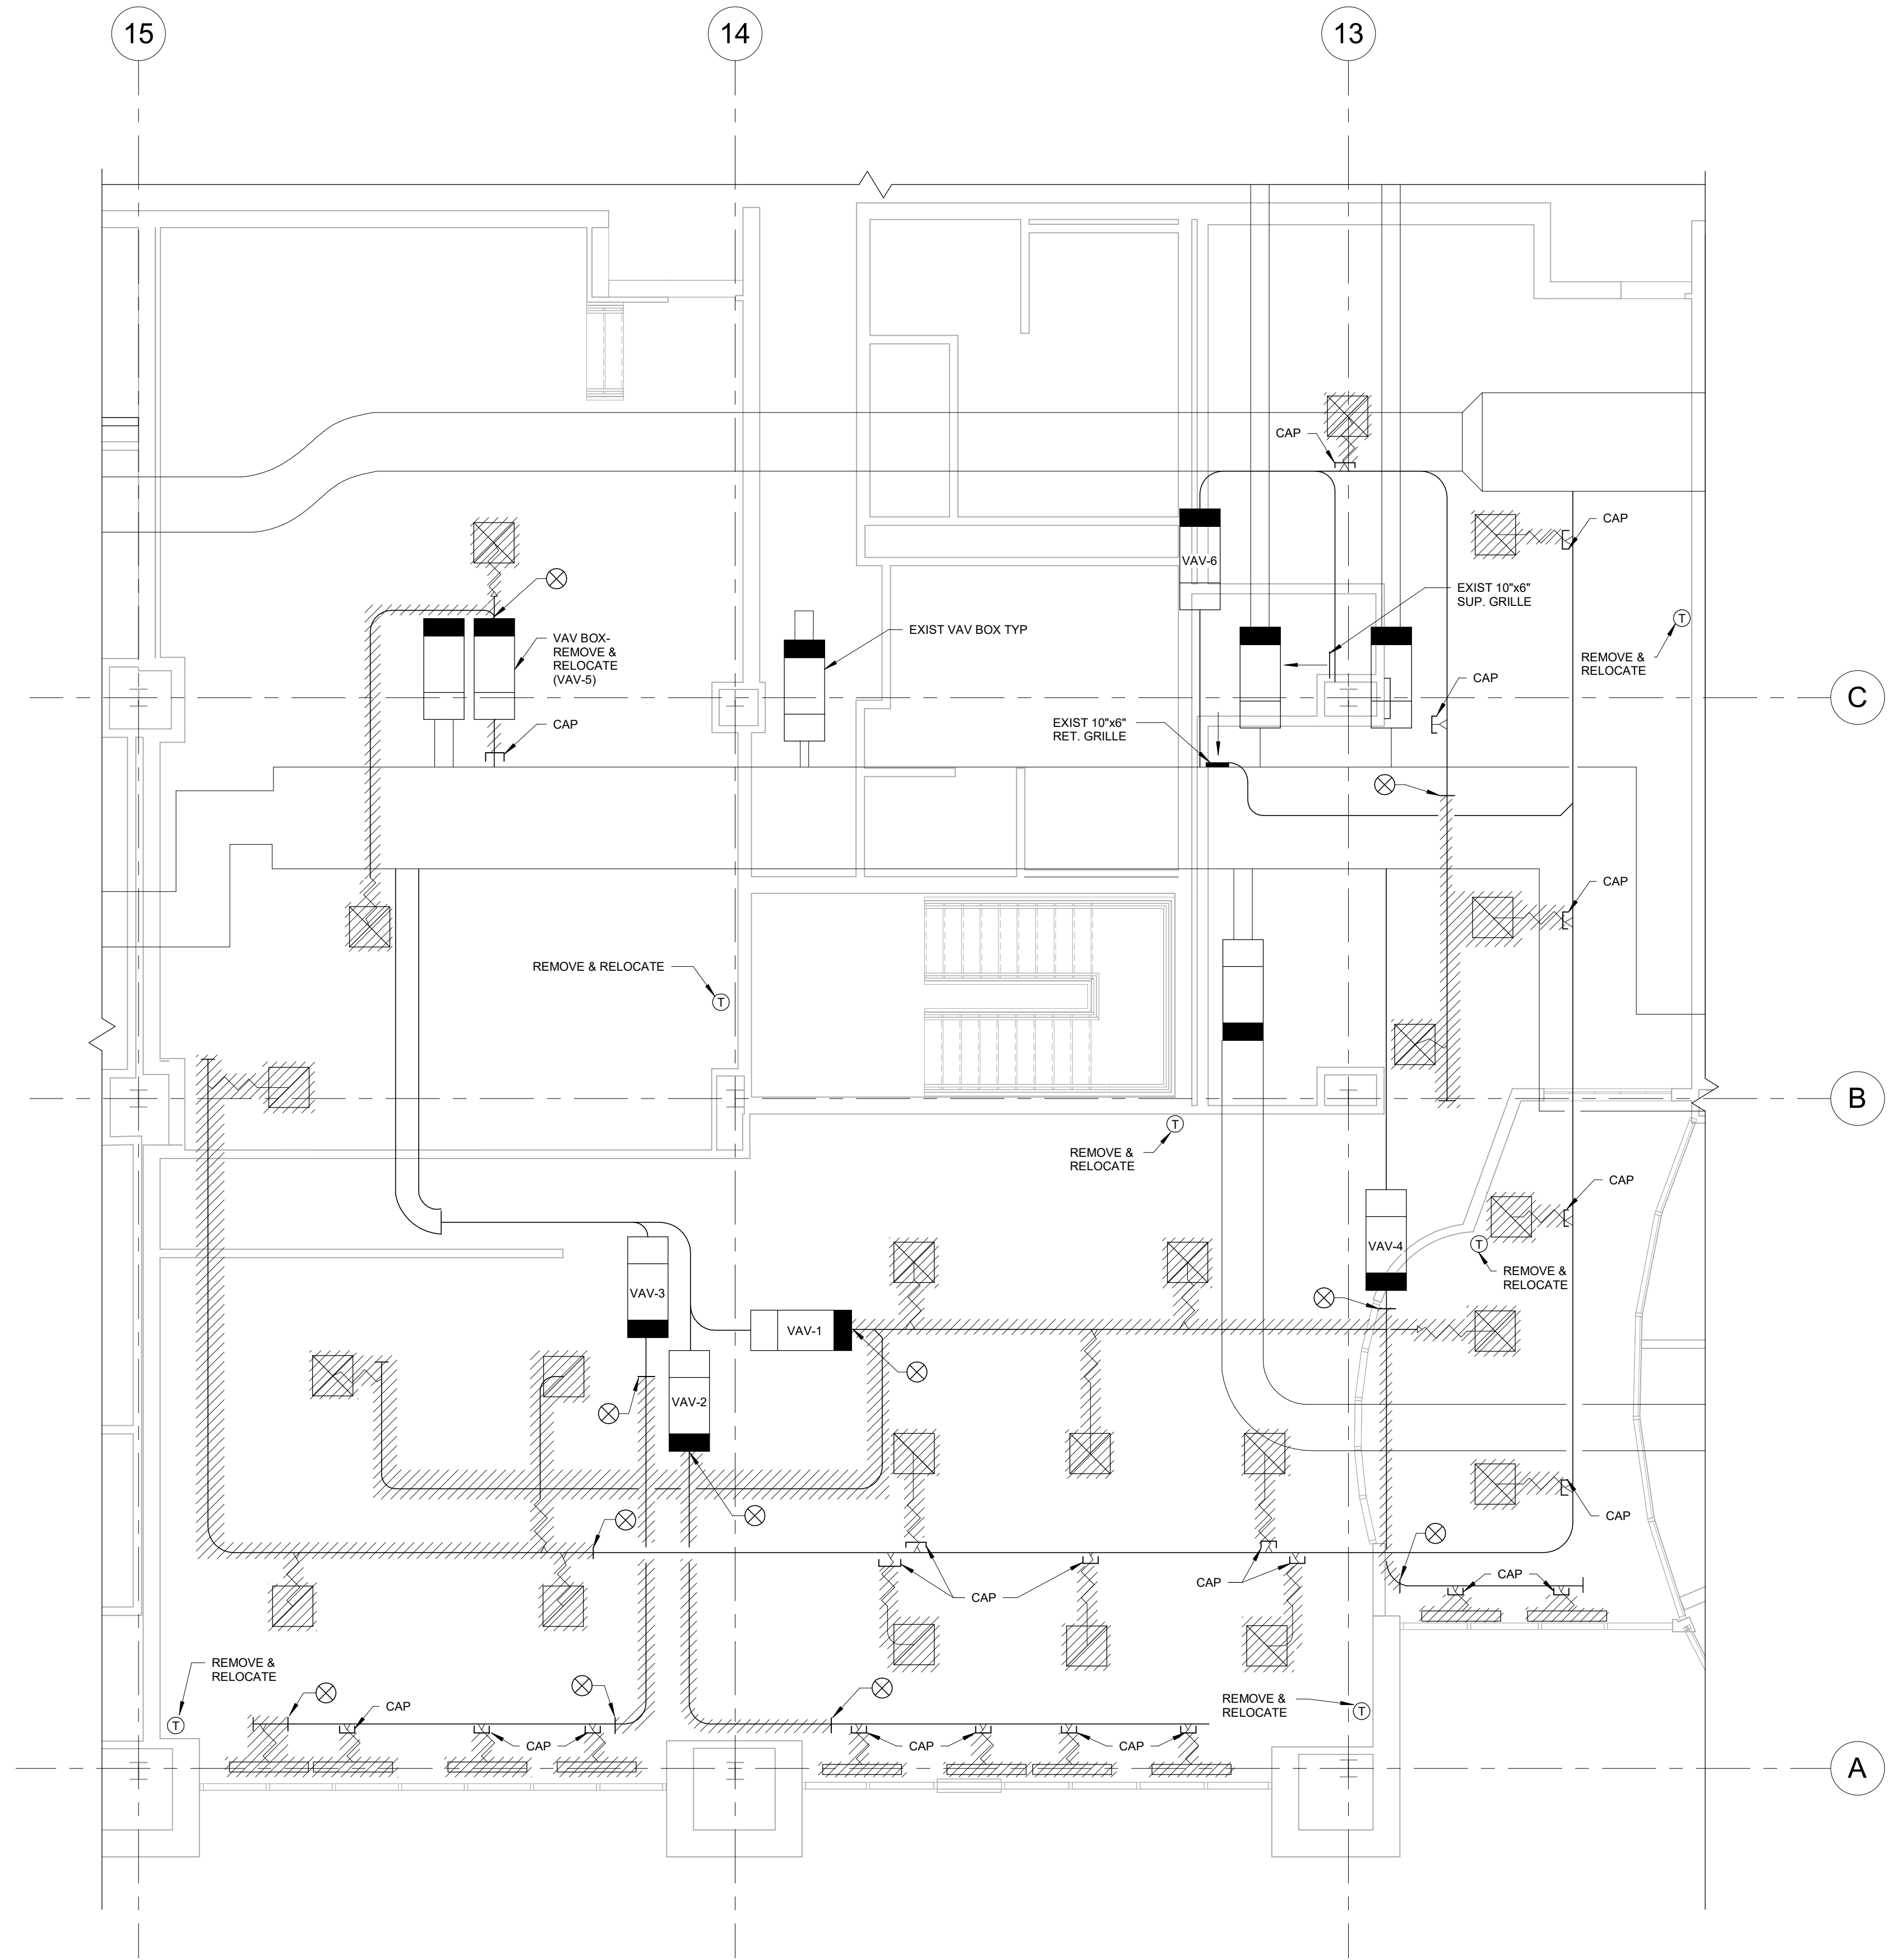 15
14
13
CAP
CAP
VAV-6
EXIST 10"x6"
SUP. GRILLE
EXIST VAV BOX TYP
VAV BOX-
REMOVE &
RELOCATE
(VAV-5)
T
REMOVE &
RELOCATE
CAP
C
EXIST 10"x6"
RET. GRILLE
CAP
CAP
REMOVE & RELOCATE
T
B
T
REMOVE &
RELOCATE
CAP
T
REMOVE &
RELOCATE
VAV-4
VAV-3
VAV-1
VAV-2
CAP
CAP
CAP
CAP
REMOVE &
RELOCATE
T
CAP
CAP
REMOVE &
RELOCATE
T
CAP
CAP
A